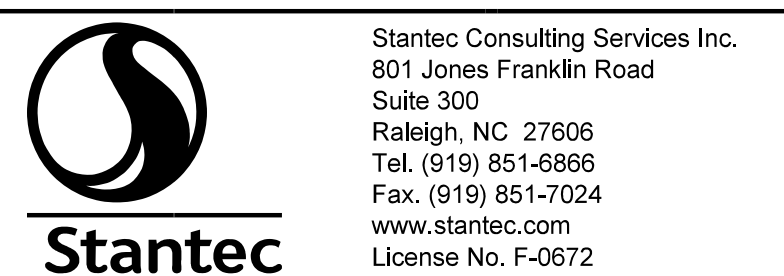 Stantec
Stantec Consulting Services Inc.
801 Jones Franklin Road
Suite 300
Raleigh, NC 27606
Tel. (919) 851-6866
Fax. (919) 851-7024
www.stantec.com
License No. F-0672